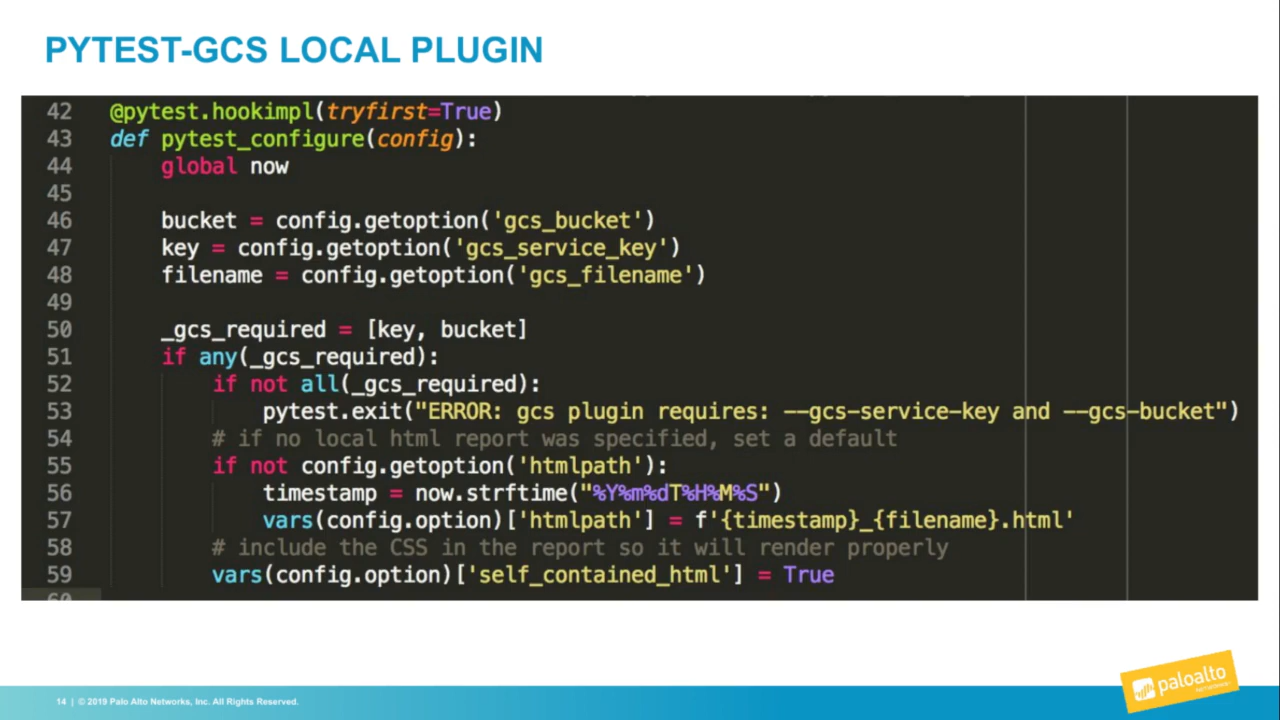 PYTEST-GCS LOCAL PLUGIN
42 @pytest.hookimpl(tryfirst=True)
43 def pytest_configure(config):
44     global now
45
46     bucket = config.getoption('gcs_bucket')
47     key = config.getoption('gcs_service_key')
48     filename = config.getoption('gcs_filename')
49
50     _gcs_required = [key, bucket]
51     if any(_gcs_required):
52         if not all(_gcs_required):
53             pytest.exit("ERROR: gcs plugin requires: --gcs-service-key and --gcs-bucket")
54         # if no local html report was specified, set a default
55         if not config.getoption('htmlpath'):
56             timestamp = now.strftime("%Y%m%dT%H%M%S")
57             vars(config.option)['htmlpath'] = f'{timestamp}_{filename}.html'
58         # include the CSS in the report so it will render properly
59         vars(config.option)['self_contained_html'] = True
60
14 | © 2019 Palo Alto Networks, Inc. All Rights Reserved.
paloalto